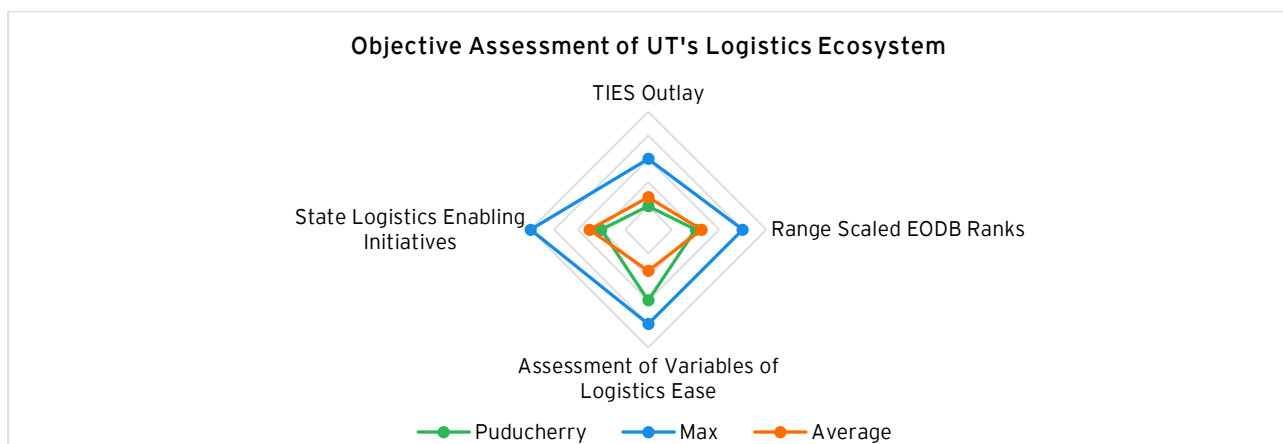 Objective Assessment of UT's Logistics Ecosystem
TIES Outlay
State Logistics Enabling
Initiatives
Range Scaled EODB Ranks
Assessment of Variables of
Logistics Ease
Puducherry Max Average